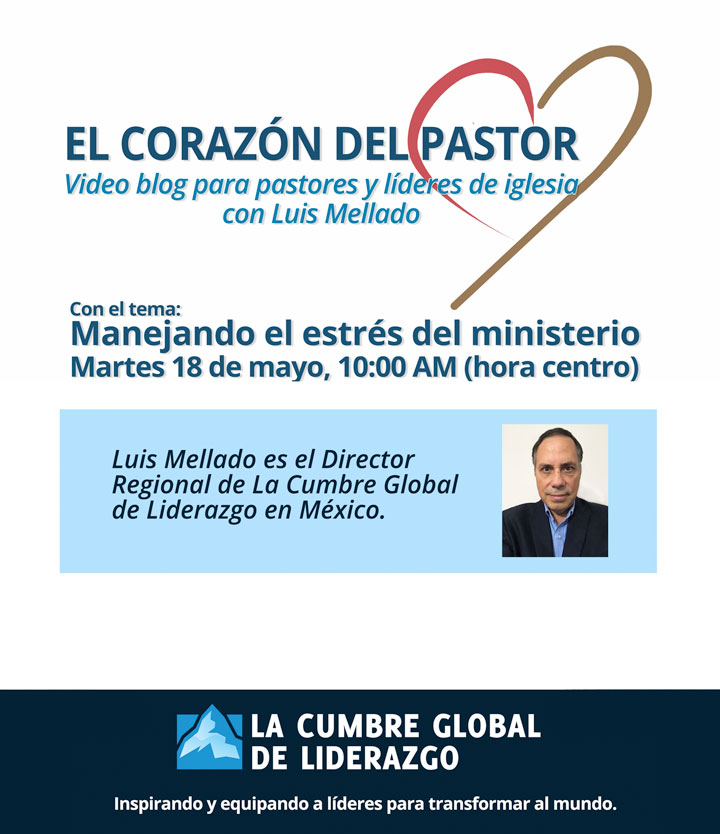 EL CORAZÓN DEL PASTOR
Video blog para pastores y líderes de iglesia
con Luis Mellado
Con el tema:
Manejando el estrés del ministerio
Martes 18 de mayo, 10:00 AM (hora centro)
Luis Mellado es el Director
Regional de La Cumbre Global
de Liderazgo en México.
LA CUMBRE GLOBAL
DE LIDERAZGO
Inspirando y equipando a líderes para transformar al mundo.